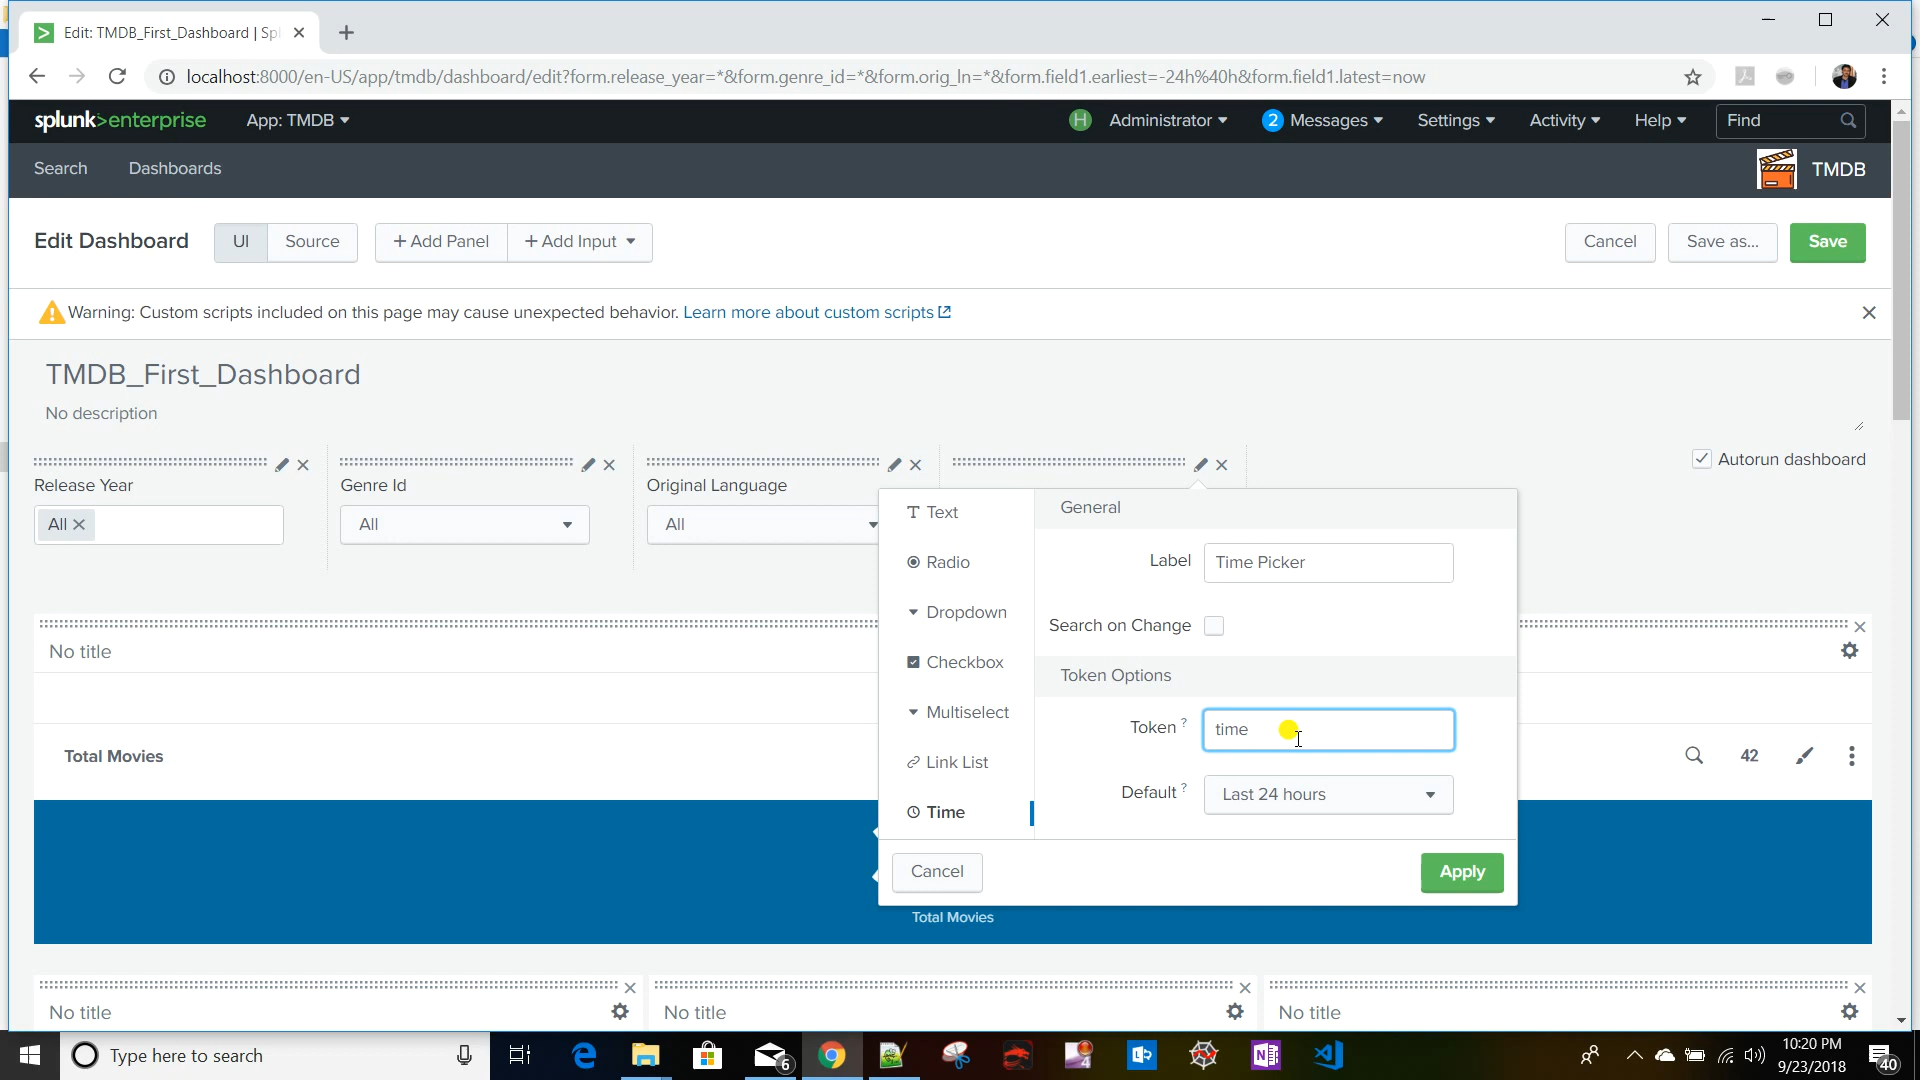 Edit: TMDB_First_Dashboard | Spl
localhost:8000/en-US/app/tmdb/dashboard/edit?form.release_year=*&form.genre_id=*&form.orig_ln=*&form.field1.earliest=-24h%40h&form.field1.latest=now
splunk>enterprise App: TMDB H Administrator 2 Messages Settings Activity Help Find
Search Dashboards TMDB
Edit Dashboard UI Source + Add Panel + Add Input Cancel Save as... Save
Warning: Custom scripts included on this page may cause unexpected behavior. Learn more about custom scripts
TMDB_First_Dashboard
No description
Autorun dashboard
Release Year Genre Id Original Language
All All All
T Text
Radio
Dropdown
Checkbox
Multiselect
Link List
Time
General
Label Time Picker
Search on Change
Token Options
Token ? time
Default ? Last 24 hours
Cancel Apply
No title
Total Movies 42
Total Movies
No title No title No title
Type here to search
6
4
N
10:20 PM
9/23/2018
40